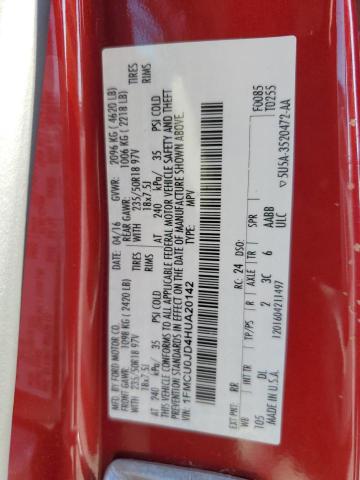 MFD. BY FORD MOTOR CO.
DATE: 04/16 GVWR: 2096 KG ( 4620 LB)
FRONT GAWR: 1098 KG ( 2420 LB) REAR GAWR: 1006 KG ( 2218 LB)
235/50R18 97V WITH 235/50R18 97V TIRES
18x7.5J 18x7.5J RIMS
AT 240 kPa/ 35 PSI COLD AT 240 kPa/ 35 PSI COLD
THIS VEHICLE CONFORMS TO ALL APPLICABLE FEDERAL MOTOR VEHICLE SAFETY AND THEFT
PREVENTION STANDARDS IN EFFECT ON THE DATE OF MANUFACTURE SHOWN ABOVE.
VIN: 1FMCU0JD4HUA20142
TYPE: MPV
F0085
T0255
EXT PNT: RR RC: 24 DSO:
WB INT TR TP/PS R AXLE TR SPR
105 DL 2 3C 6 AABB
ULC
MADE IN U.S.A. 1201604211497
5U5A-3520472-AA
TIRES
RIMS